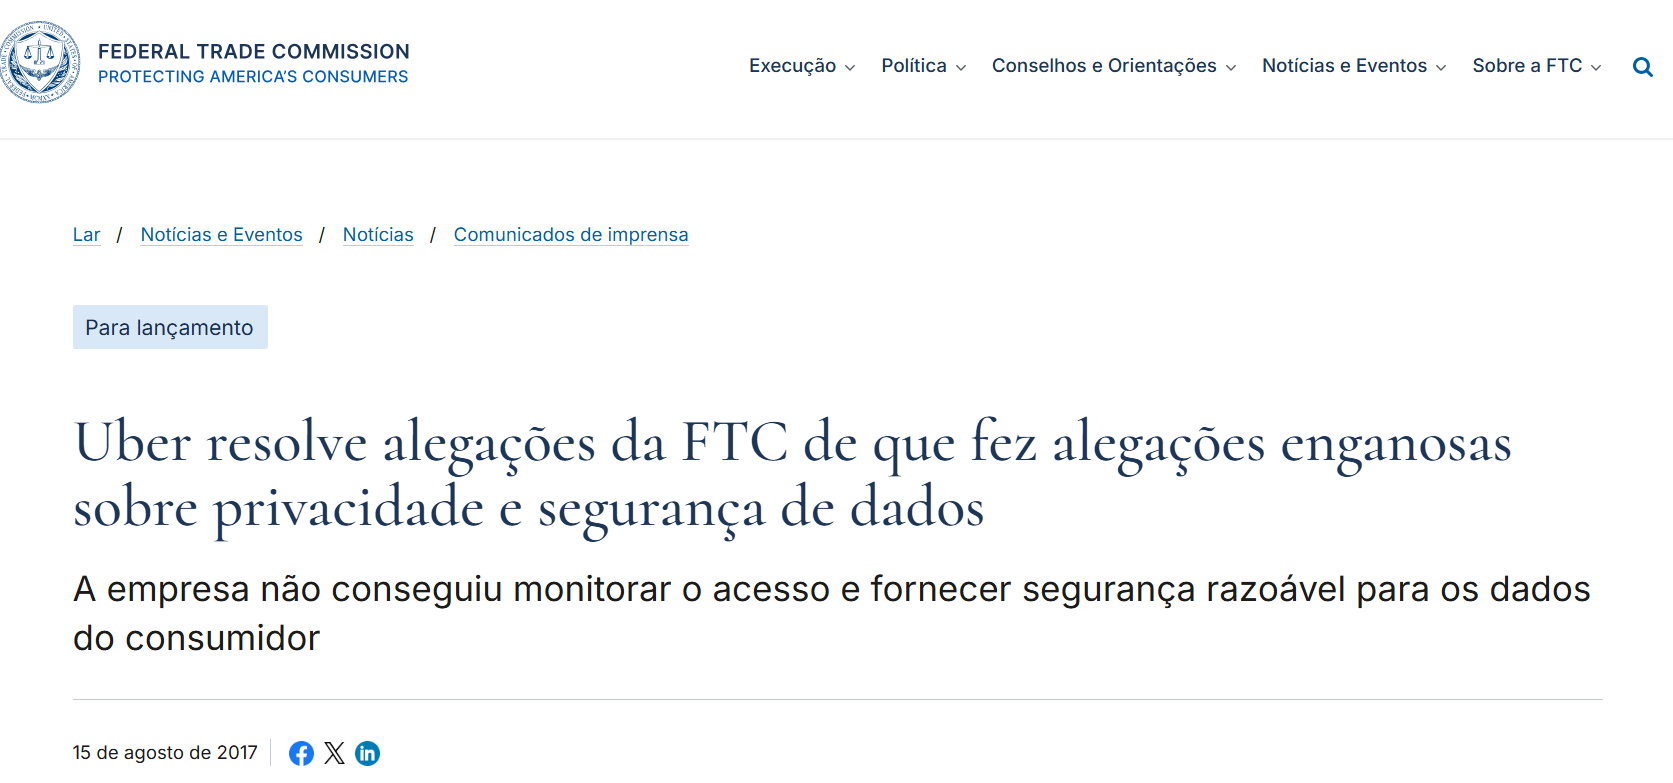 FEDERAL TRADE COMMISSION
PROTECTING AMERICA'S CONSUMERS
Execução
Política
Conselhos e Orientações
Notícias e Eventos
Sobre a FTC
Lar / Notícias e Eventos / Notícias / Comunicados de imprensa
Para lançamento
Uber resolve alegações da FTC de que fez alegações enganosas
sobre privacidade e segurança de dados
A empresa não conseguiu monitorar o acesso e fornecer segurança razoável para os dados
do consumidor
15 de agosto de 2017